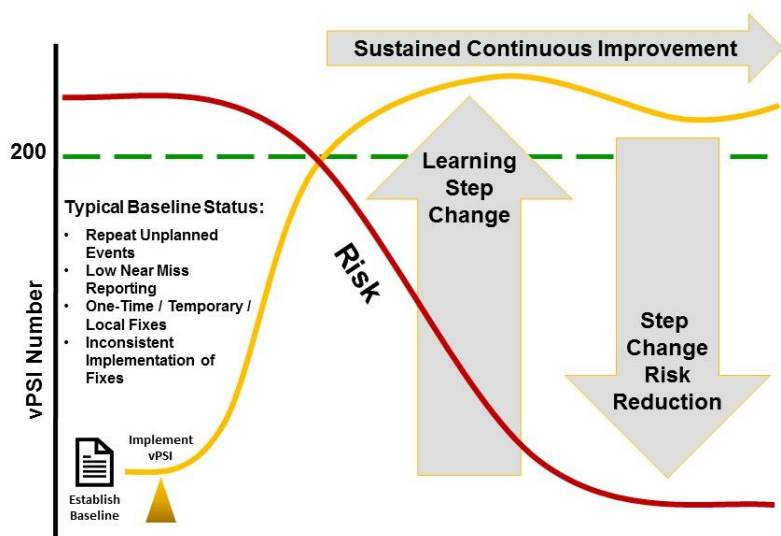 Sustained Continuous Improvement
200
Learning
Step
Change
Typical Baseline Status:
• Repeat Unplanned
Events
• Low Near Miss
Reporting
• One-Time / Temporary /
Local Fixes
• Inconsistent
Implementation of
Fixes
Risk
Step
Change
Risk
Reduction
vPSI Number
Implement
vPSI
Establish
Baseline